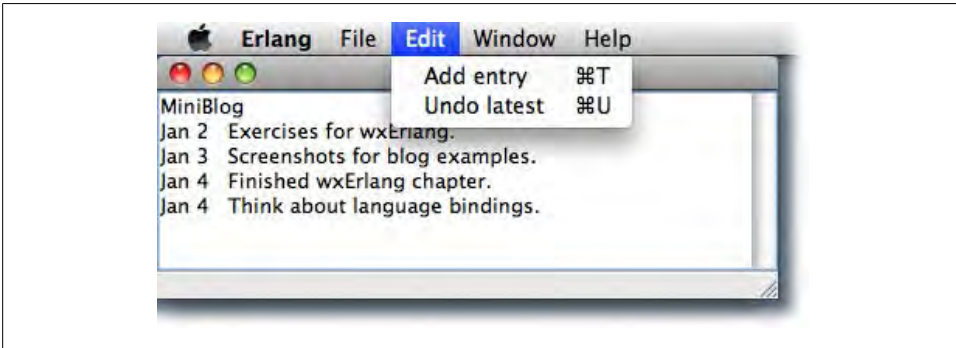 Erlang File Edit Window Help
Add entry ⌘T
Undo latest ⌘U
MiniBlog
Jan 2 Exercises for wxErlang.
Jan 3 Screenshots for blog examples.
Jan 4 Finished wxErlang chapter.
Jan 4 Think about language bindings.